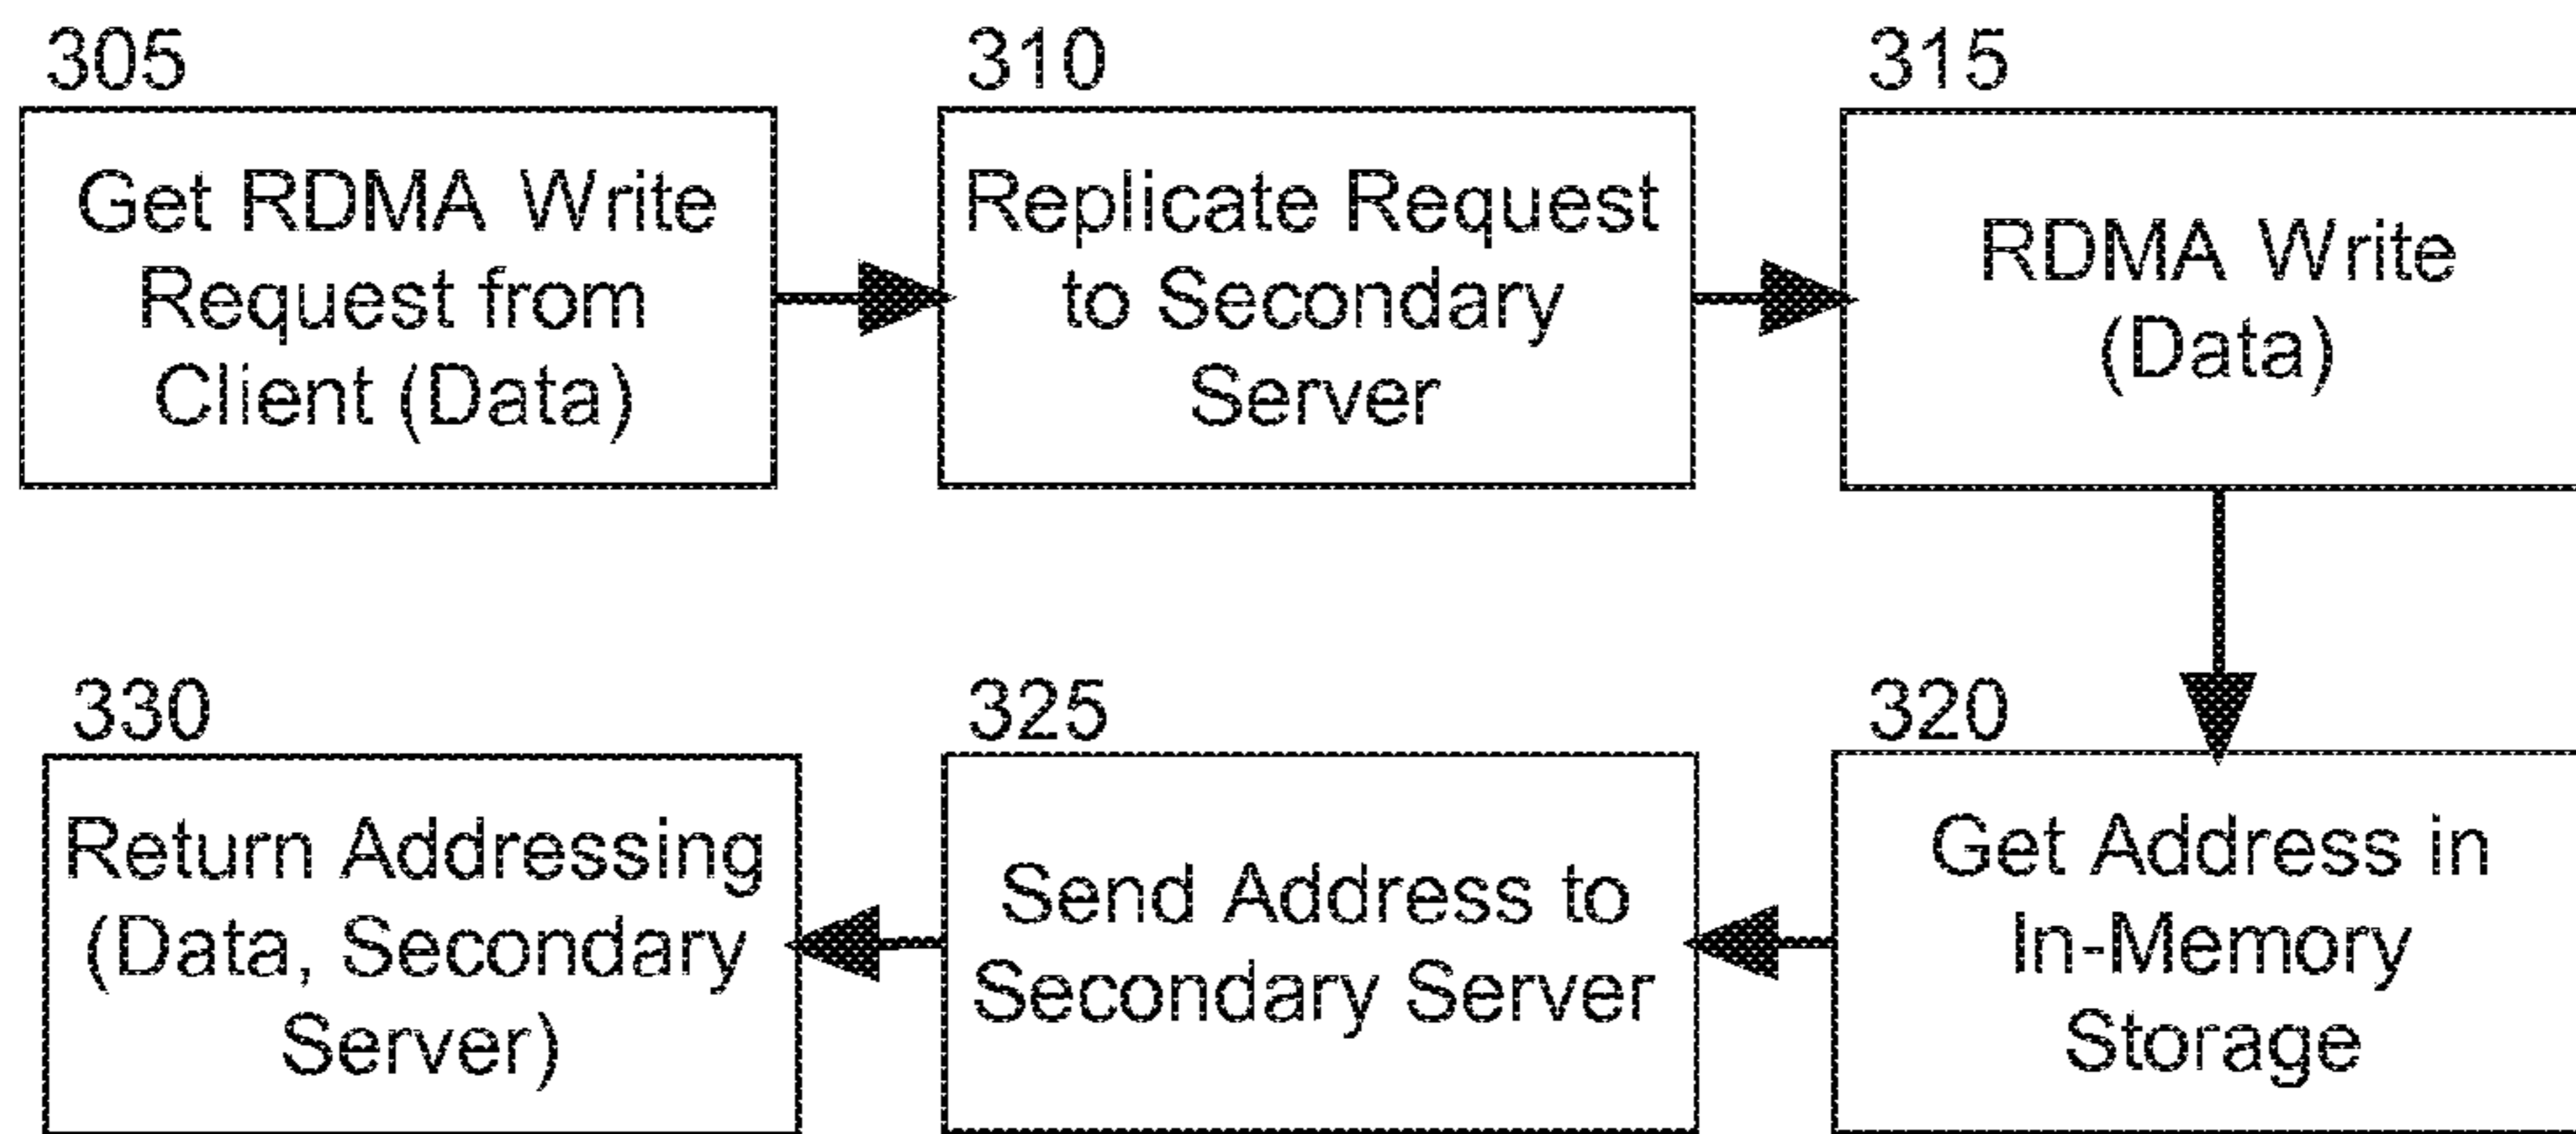 305
Get RDMA Write
Request from
Client (Data)
310
Replicate Request
to Secondary
Server
315
RDMA Write
(Data)
320
Get Address in
In-Memory
Storage
325
Send Address to
Secondary Server
330
Return Addressing
(Data, Secondary
Server)